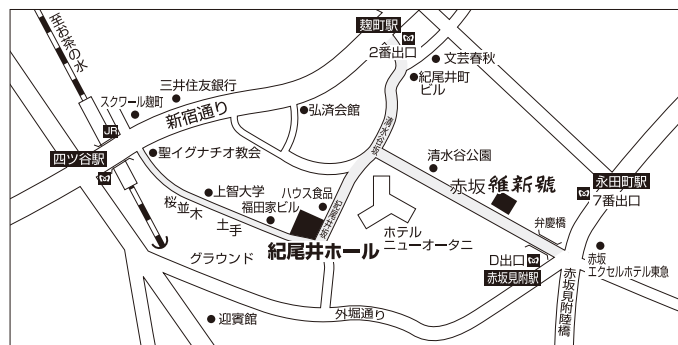 至お茶の水
スクワール麹町
三井住友銀行
新宿通り
JR
四ツ谷駅
聖イグナチオ教会
上智大学
福田家ビル
ハウス食品
桜並木
土手
グラウンド
紀尾井ホール
紀尾井坂
弘済会館
麹町駅
2番出口
文芸春秋
紀尾井町
ビル
清水坂
清水谷公園
赤坂維新號
永田町駅
7番出口
弁慶橋
ホテル
ニューオータニ
D出口
赤坂見附駅
赤坂
エクセルホテル東急
赤坂見附陸橋
外堀通り
迎賓館